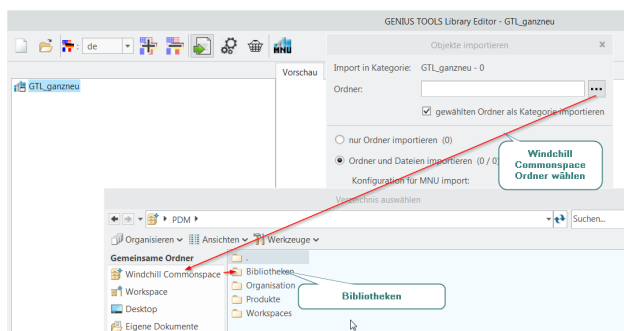 GENIUS TOOLS Library Editor - GTL_ganzneu
de
MNU
Objekte importieren
Vorschau
Import in Kategorie: GTL_ganzneu - 0
GTL_ganzneu
Ordner:
gewählten Ordner als Kategorie importieren
nur Ordner importieren (0)
Ordner und Dateien importieren (0 / 0)
Konfiguration für MNU import:
Windchill
Commonspace
Ordner wählen
Verzeichnis auswählen
PDM
Suchen...
Organisieren Ansichten Werkzeuge
Gemeinsame Ordner
.
Windchill Commonspace
Bibliotheken
Workspace
Organisation
Desktop
Produkte
Eigene Dokumente
Workspaces
Bibliotheken